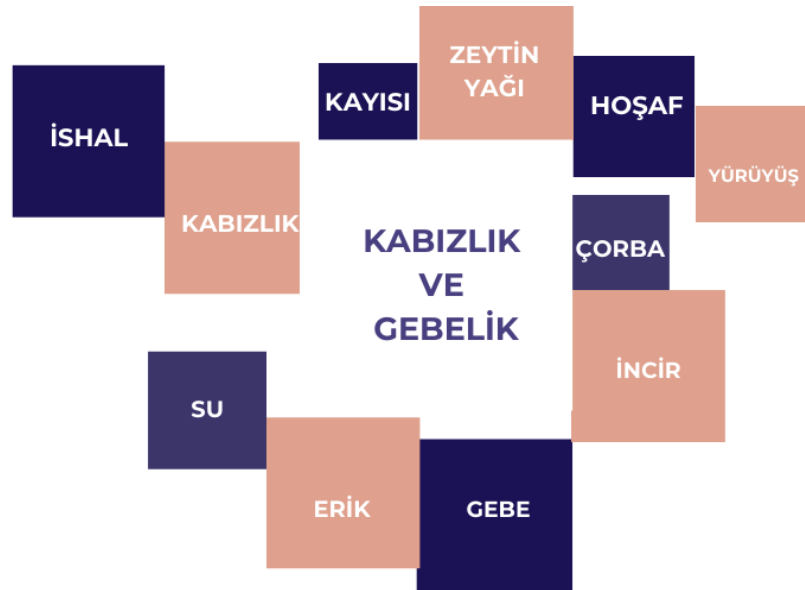 ZEYTİN
YAĞI
KAYISI
HOŞAF
İSHAL
YÜRÜYÜŞ
KABIZLIK
ÇORBA
KABIZLIK
VE
GEBELİK
İNCİR
SU
ERİK
GEBE